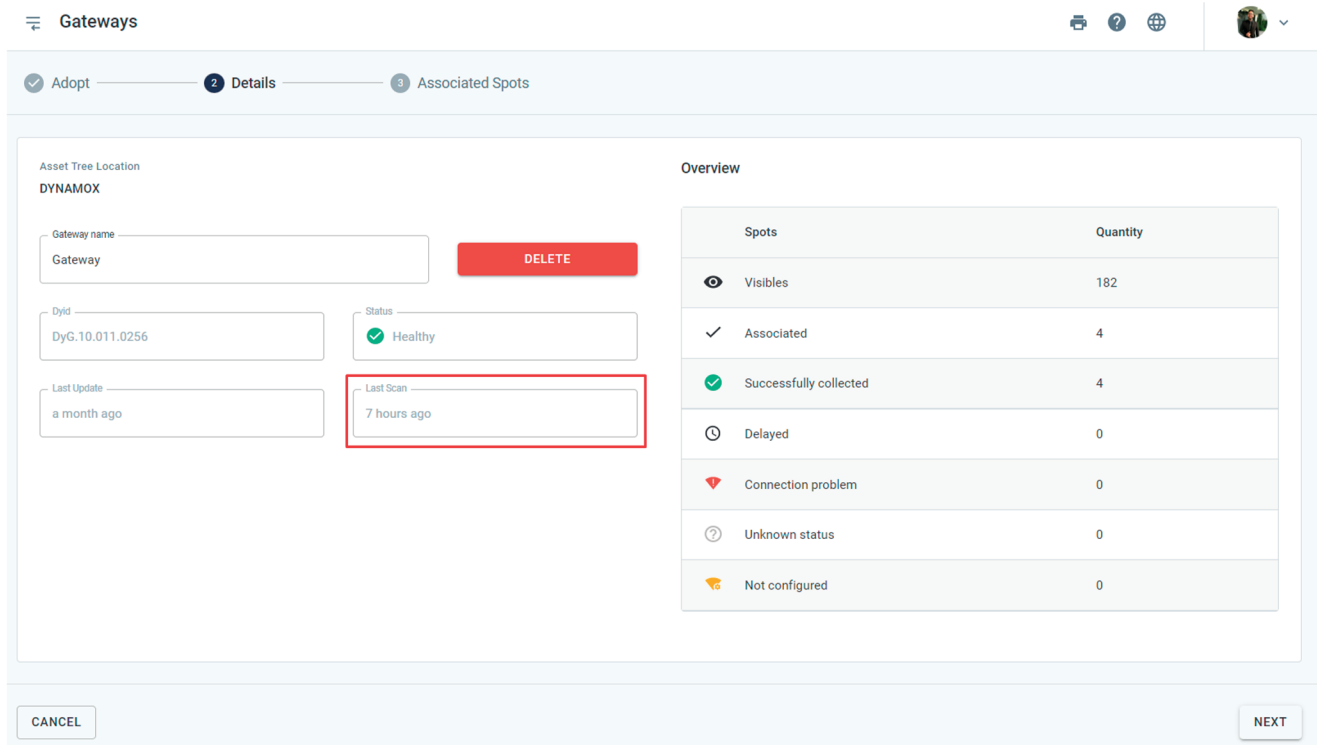 Gateways
Adopt
2 Details
3 Associated Spots
Asset Tree Location
DYNAMOX
Gateway name
Gateway
DELETE
Dyid
DyG.10.011.0256
Status
Healthy
Last Update
a month ago
Last Scan
7 hours ago
Overview
Spots Quantity
Visibles 182
Associated 4
Successfully collected 4
Delayed 0
Connection problem 0
Unknown status 0
Not configured 0
CANCEL
NEXT